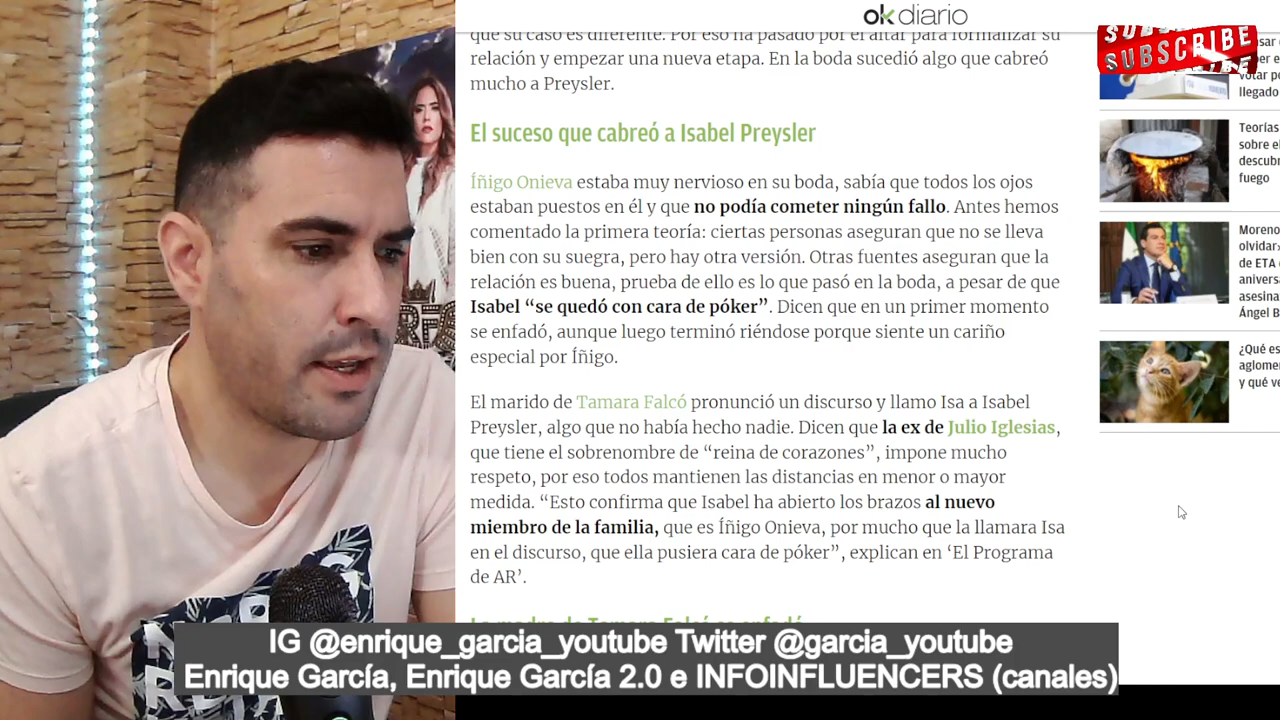 okdiario
que su caso es diferente. Por eso ha pasado por el altar para formalizar su
relación y empezar una nueva etapa. En la boda sucedió algo que cabreó
mucho a Preysler.
El suceso que cabreó a Isabel Preysler
Íñigo Onieva estaba muy nervioso en su boda, sabía que todos los ojos
estaban puestos en él y que no podía cometer ningún fallo. Antes hemos
comentado la primera teoría: ciertas personas aseguran que no se lleva
bien con su suegra, pero hay otra versión. Otras fuentes aseguran que la
relación es buena, prueba de ello es lo que pasó en la boda, a pesar de que
Isabel “se quedó con cara de póker”. Dicen que en un primer momento
se enfadó, aunque luego terminó riéndose porque siente un cariño
especial por Íñigo.
El marido de Tamara Falcó pronunció un discurso y llamo Isa a Isabel
Preysler, algo que no había hecho nadie. Dicen que la ex de Julio Iglesias,
que tiene el sobrenombre de “reina de corazones”, impone mucho
respeto, por eso todos mantienen las distancias en menor o mayor
medida. “Esto confirma que Isabel ha abierto los brazos al nuevo
miembro de la familia, que es Íñigo Onieva, por mucho que la llamara Isa
en el discurso, que ella pusiera cara de póker”, explican en ‘El Programa
de AR’.
La madre de Tamara Falcó se enfadó
SUBSCRIBE
votar
llegado
Teorías
sobre el
descub
fuego
Moreno
olvidar:
de ETA
anivers
asesina
Ángel B
¿Qué es
aglome
y qué ve
IG @enrique_garcia_youtube Twitter @garcia_youtube
Enrique García, Enrique García 2.0 e INFOINFLUENCERS (canales)